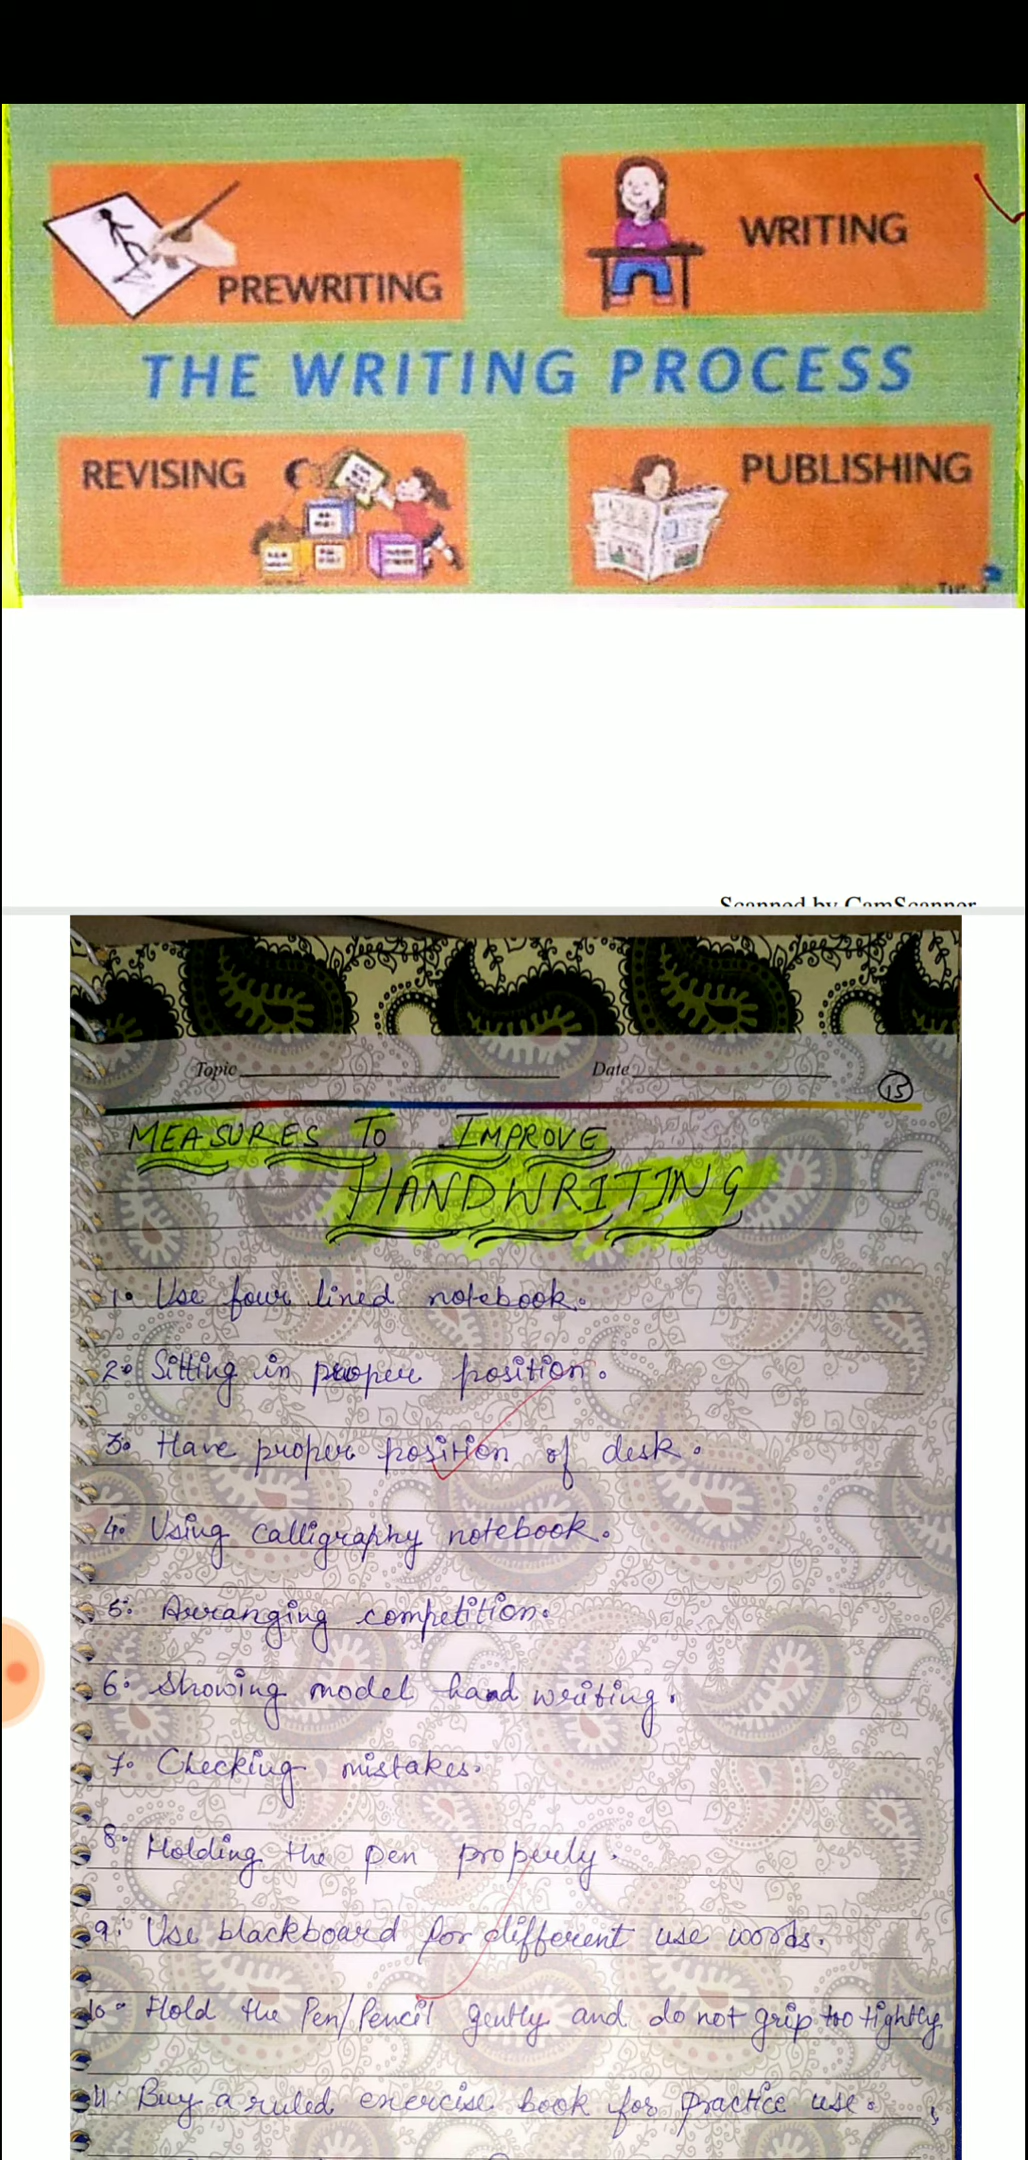 PREWRITING
WRITING
THE WRITING PROCESS
REVISING
PUBLISHING
Scanned by CamScanner
Topic
Date
15
MEASURES TO IMPROVE
HANDWRITING
1. Use four lined notebook.
2. Sitting in proper position.
3. Have proper position of desk.
4. Using calligraphy notebook.
5. Arranging competition.
6. Showing model hand writing.
7. Checking mistakes.
8. Holding the pen properly.
9. Use blackboard for different use words.
10. Hold the Pen/Pencil gently and do not grip too tightly
11. Buy a ruled exercise book for practice use.